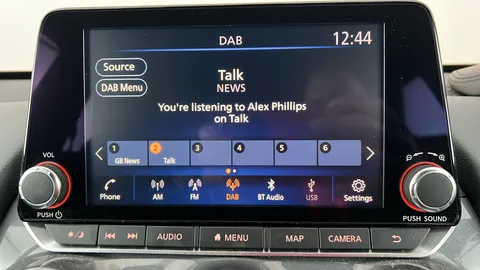 DAB
12:44
Source
Talk
NEWS
DAB Menu
You're listening to Alex Phillips
on Talk
1 2 3 4 5 6
GB News Talk
VOL
Phone AM FM DAB BT Audio USB Settings
PUSH
PUSH SOUND
AUDIO MENU MAP CAMERA